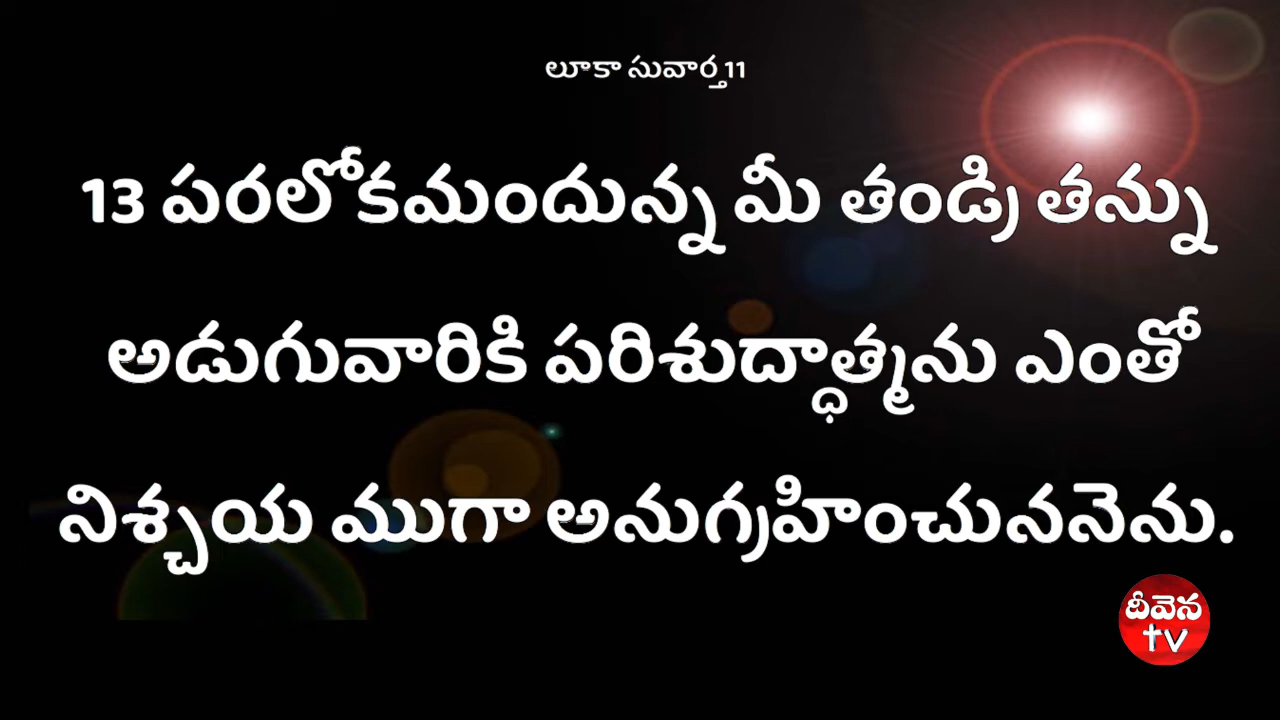 లూకా సువార్త 11
13 పరలోకమందున్న మీ తండ్రి తన్ను
అడుగువారికి పరిశుద్ధాత్మను ఎంతో
నిశ్చయ ముగా అనుగ్రహించుననెను.
దీవెన
tv